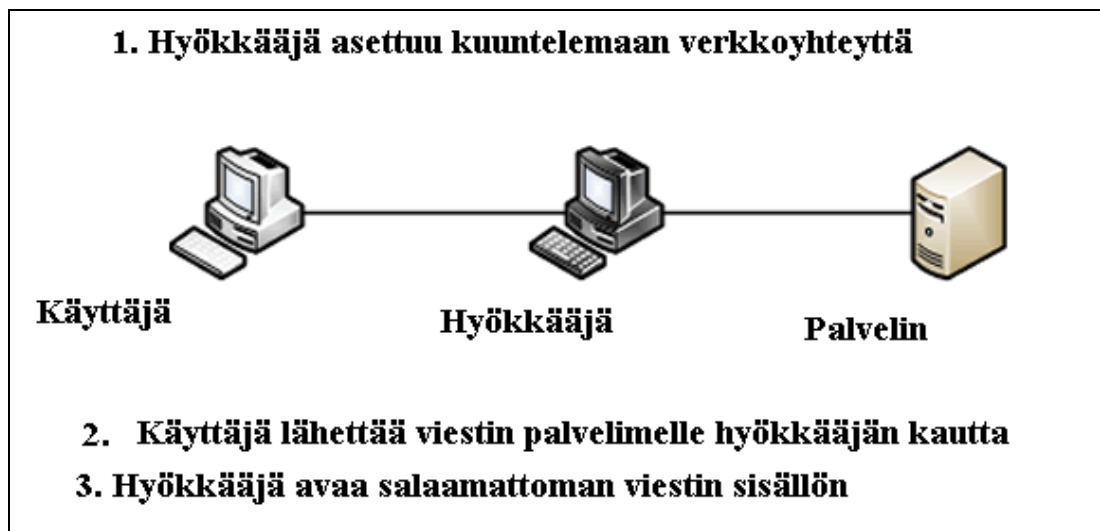 1. Hyökkääjä asettuu kuuntelemaan verkkoyhteyttä
Käyttäjä
Hyökkääjä
Palvelin
2. Käyttäjä lähettää viestin palvelimelle hyökkääjän kautta
3. Hyökkääjä avaa salaamattoman viestin sisällön